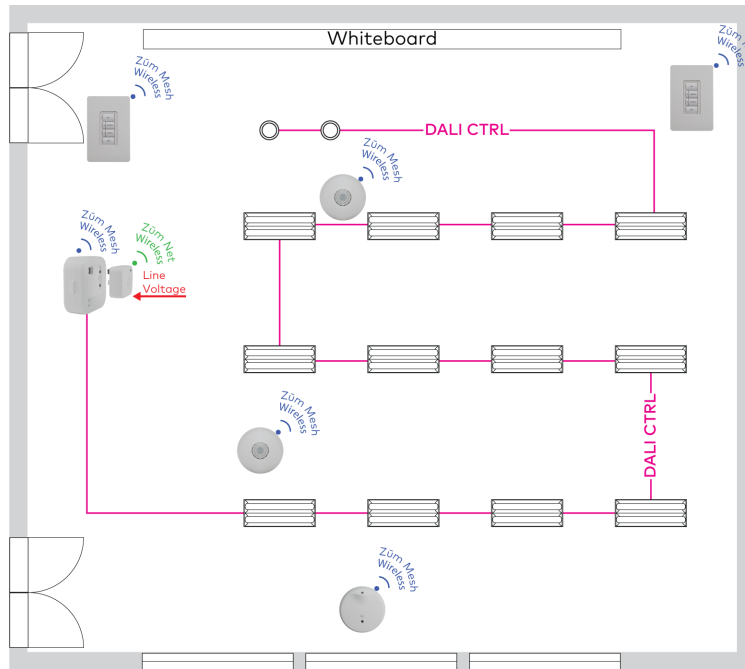 Whiteboard
Züm Mesh
Wireless
Züm
Wireless
DALI CTRL
Züm Mesh
Wireless
Züm Mesh
Wireless
Züm Net
Wireless
Line
Voltage
Züm Mesh
Wireless
DALI CTRL
Züm Mesh
Wireless